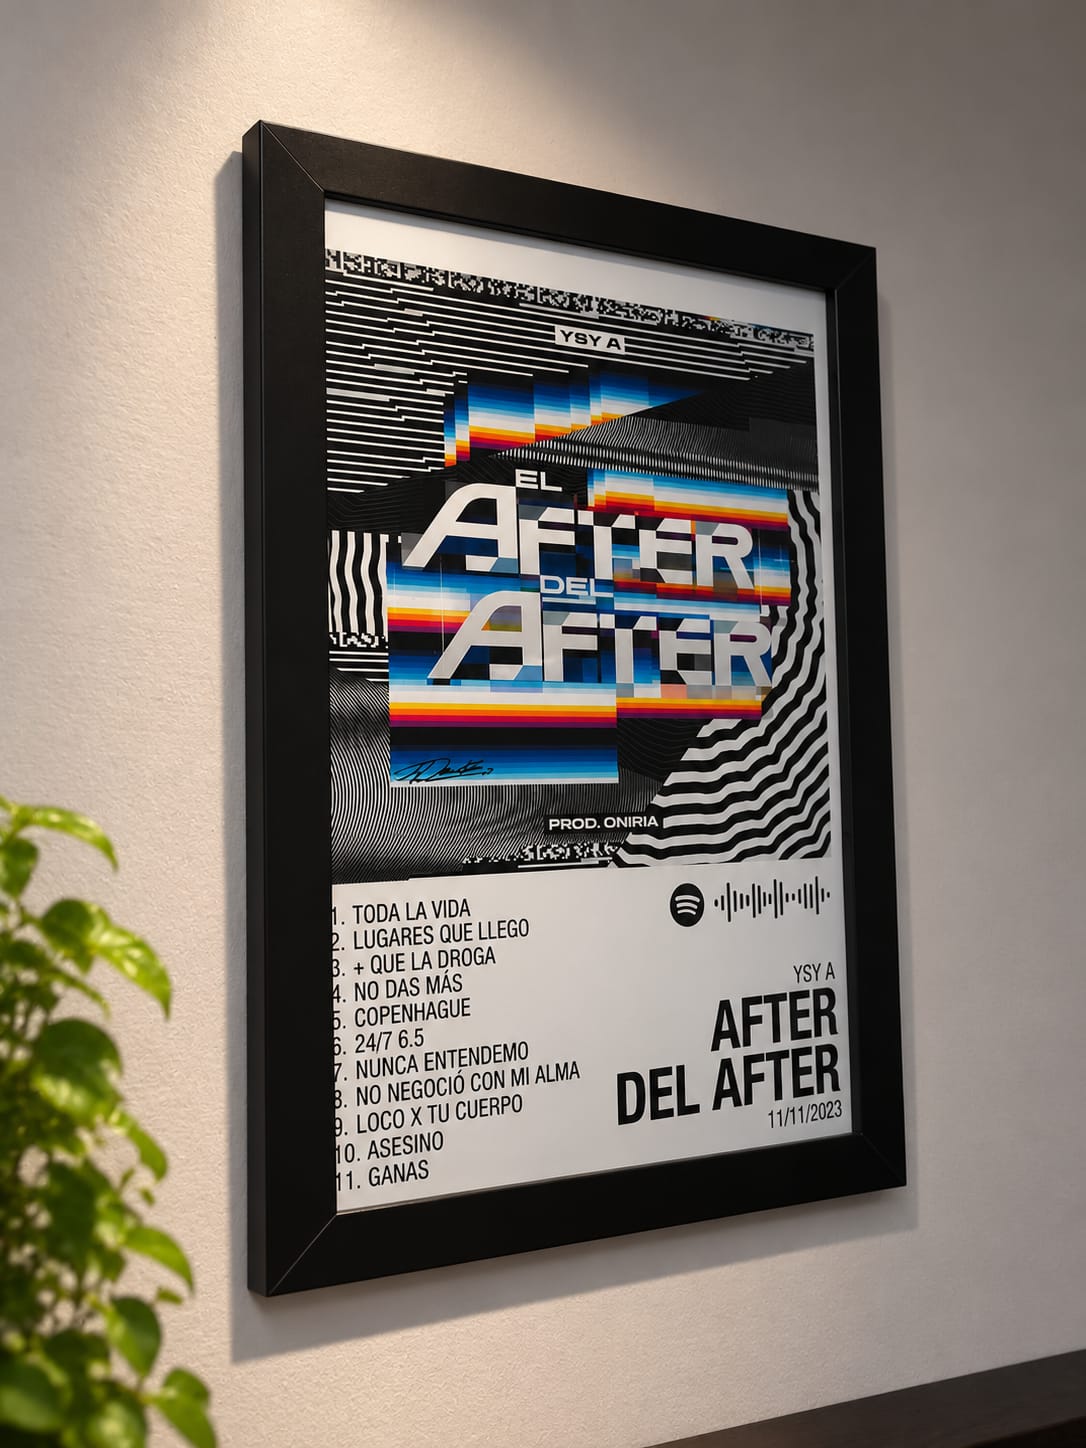 YSY A
EL
AFTER
DEL
AFTER
PROD. ONIRIA
1. TODA LA VIDA
2. LUGARES QUE LLEGO
3. + QUE LA DROGA
4. NO DAS MÁS
5. COPENHAGUE
6. 24/7 6.5
7. NUNCA ENTENDEMO
8. NO NEGOCIÓ CON MI ALMA
9. LOCO X TU CUERPO
10. ASESINO
11. GANAS
YSY A
AFTER
DEL AFTER
11/11/2023